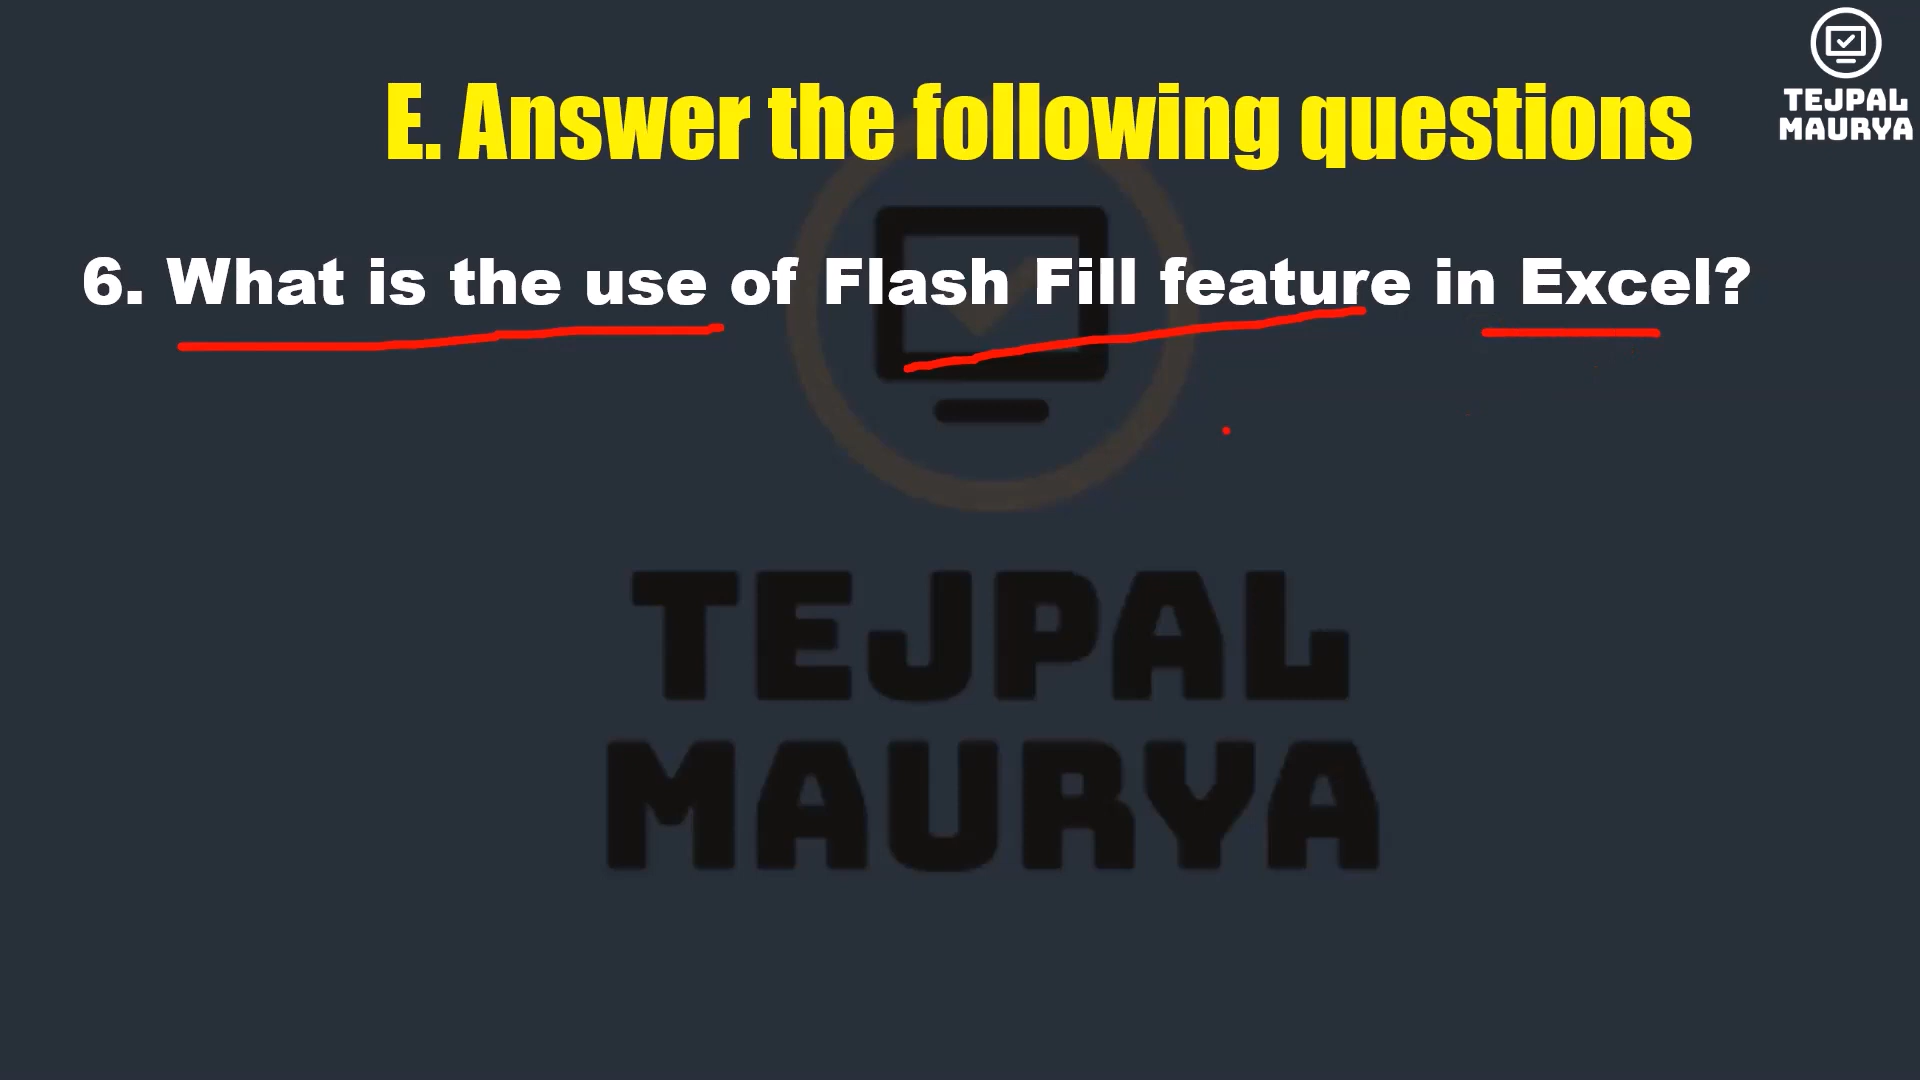 TEJPAL
MAURYA
E. Answer the following questions
6. What is the use of Flash Fill feature in Excel?
TEJPAL
MAURYA